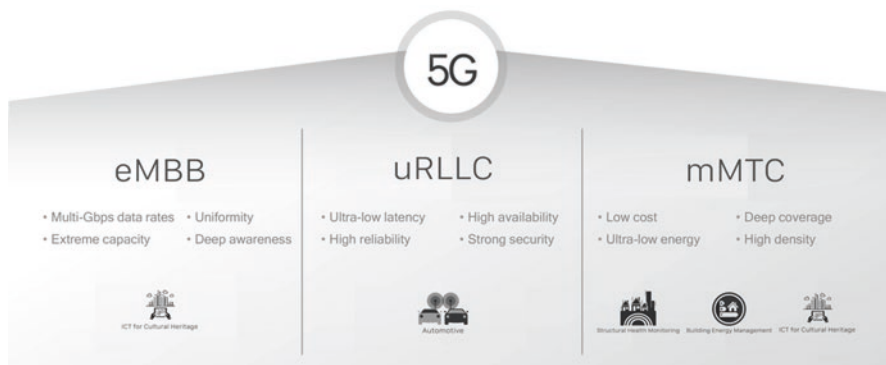 5G
eMBB
• Multi-Gbps data rates
• Extreme capacity
• Uniformity
• Deep awareness
ICT for Cultural Heritage
uRLLC
• Ultra-low latency
• High reliability
• High availability
• Strong security
Automotive
mMTC
• Low cost
• Ultra-low energy
• Deep coverage
• High density
Structural Health Monitoring
Building Energy Management
ICT for Cultural Heritage